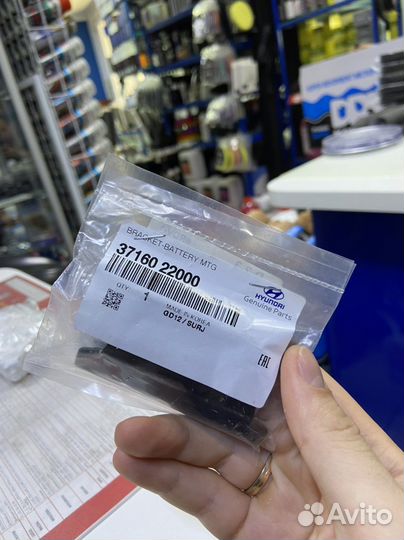 BRACKET-BATTERY MTG
37160 22000
QTY:
1
MADE IN KOREA
GD12 / SURJ
HYUNDAI
Genuine Parts
EAC
Avito